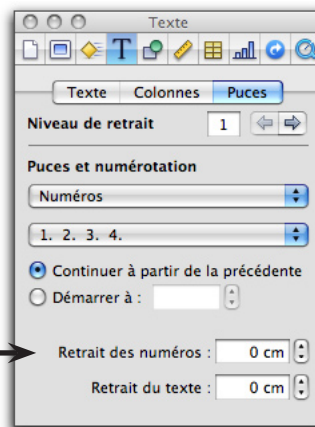 Texte
T
Texte Colonnes Puces
Niveau de retrait 1
Puces et numérotation
Numéros
1. 2. 3. 4.
Continuer à partir de la précédente
Démarrer à :
Retrait des numéros : 0 cm
Retrait du texte : 0 cm